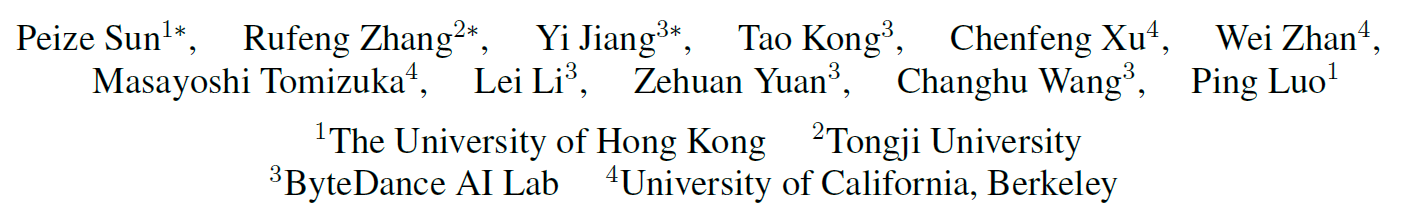 Peize Sun¹*, Rufeng Zhang²*, Yi Jiang³*, Tao Kong³, Chenfeng Xu⁴, Wei Zhan⁴,
Masayoshi Tomizuka⁴, Lei Li³, Zehuan Yuan³, Changhu Wang³, Ping Luo¹
¹The University of Hong Kong ²Tongji University
³ByteDance AI Lab ⁴University of California, Berkeley